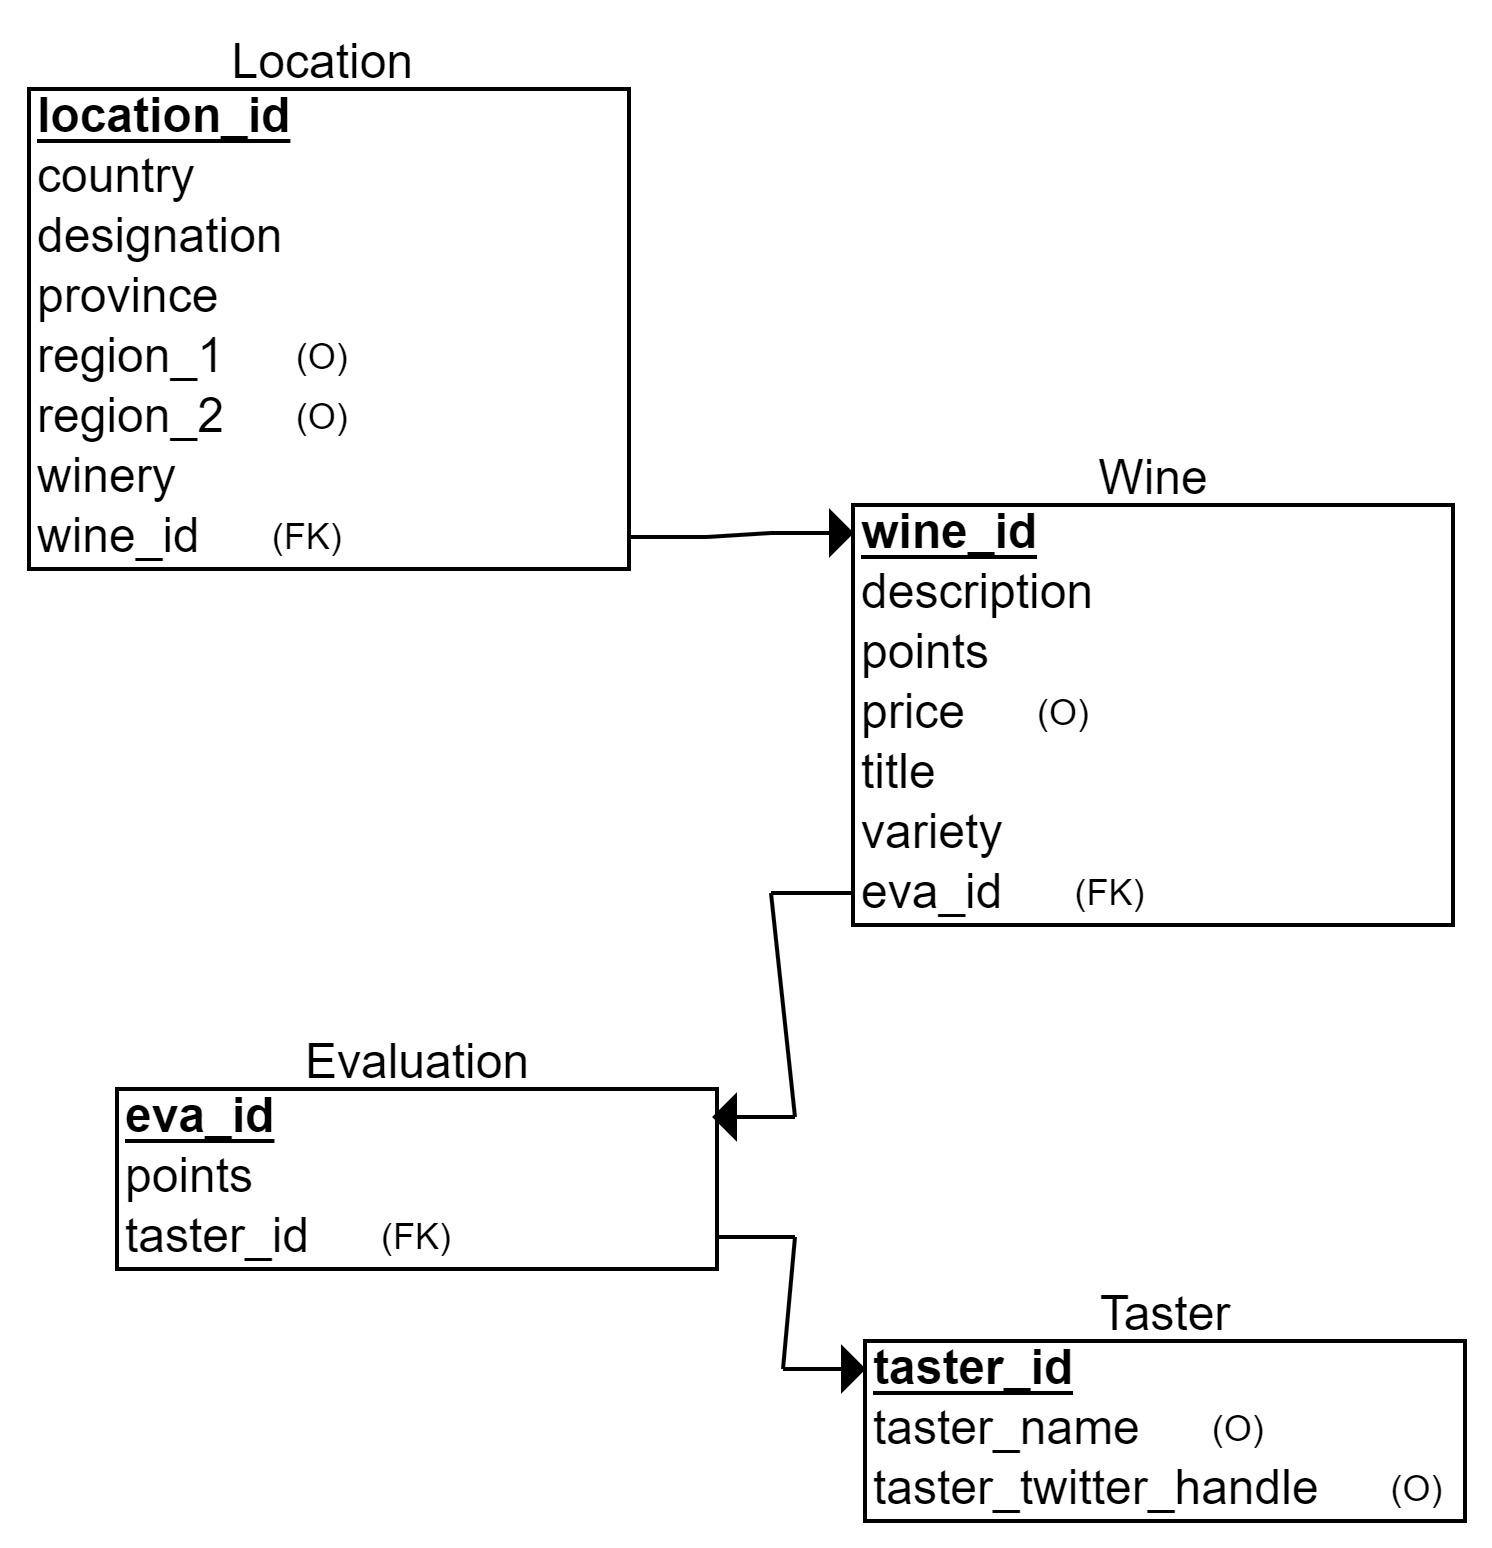 Location
location_id
country
designation
province
region_1 (O)
region_2 (O)
winery
wine_id (FK)
Wine
wine_id
description
points
price (O)
title
variety
eva_id (FK)
Evaluation
eva_id
points
taster_id (FK)
Taster
taster_id
taster_name (O)
taster_twitter_handle (O)